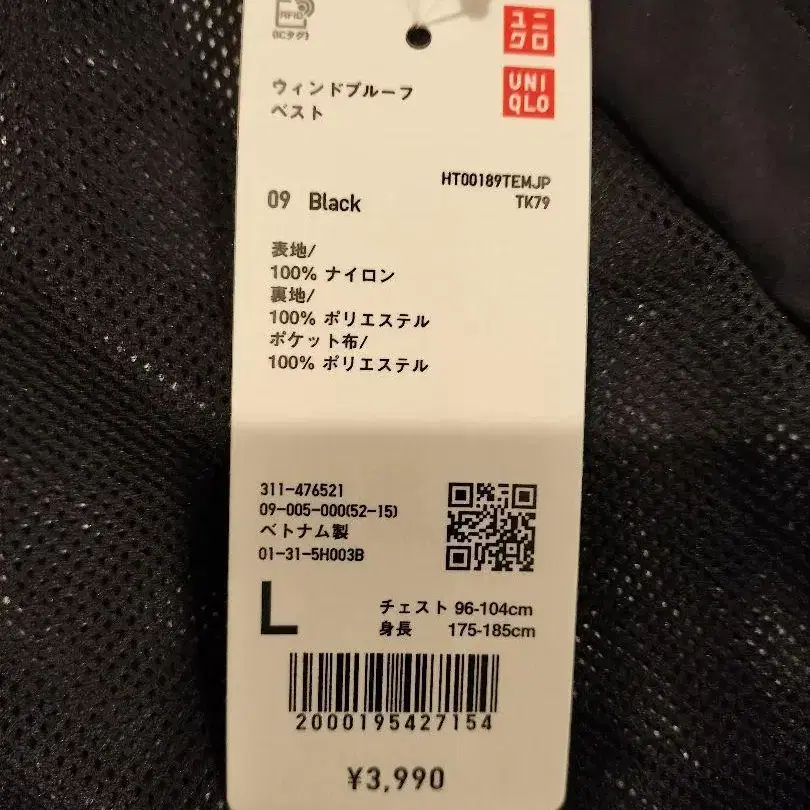 RFID
(ICタグ)
ユニ
クロ
UNI
QLO
ウィンドプルーフ
ベスト
HT00189TEMJP
TK79
09 Black
表地/
100% ナイロン
裏地/
100% ポリエステル
ポケット布/
100% ポリエステル
311-476521
09-005-000(52-15)
ベトナム製
01-31-5H003B
L
チェスト 96-104cm
身長 175-185cm
2000195427154
¥3,990